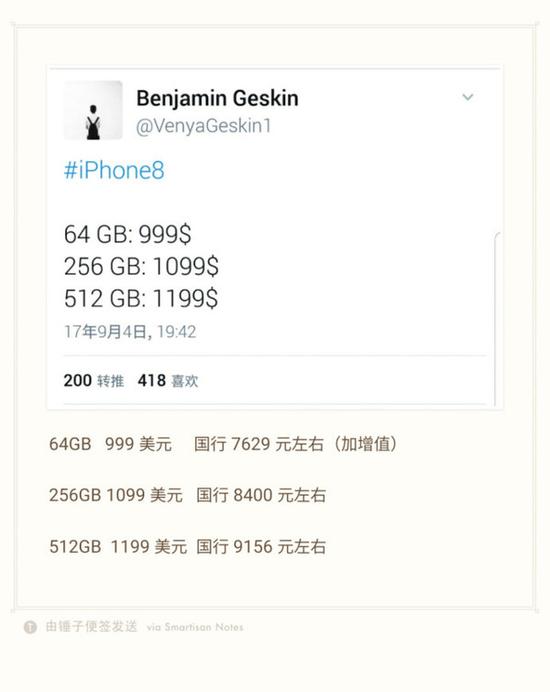 Benjamin Geskin
@VenyaGeskin1
#iPhone8
64 GB: 999$
256 GB: 1099$
512 GB: 1199$
17年9月4日, 19:42
200 转推 418 喜欢
64GB 999 美元 国行 7629 元左右（加增值）
256GB 1099 美元 国行 8400 元左右
512GB 1199 美元 国行 9156 元左右
T 由锤子便签发送 via Smartisan Notes